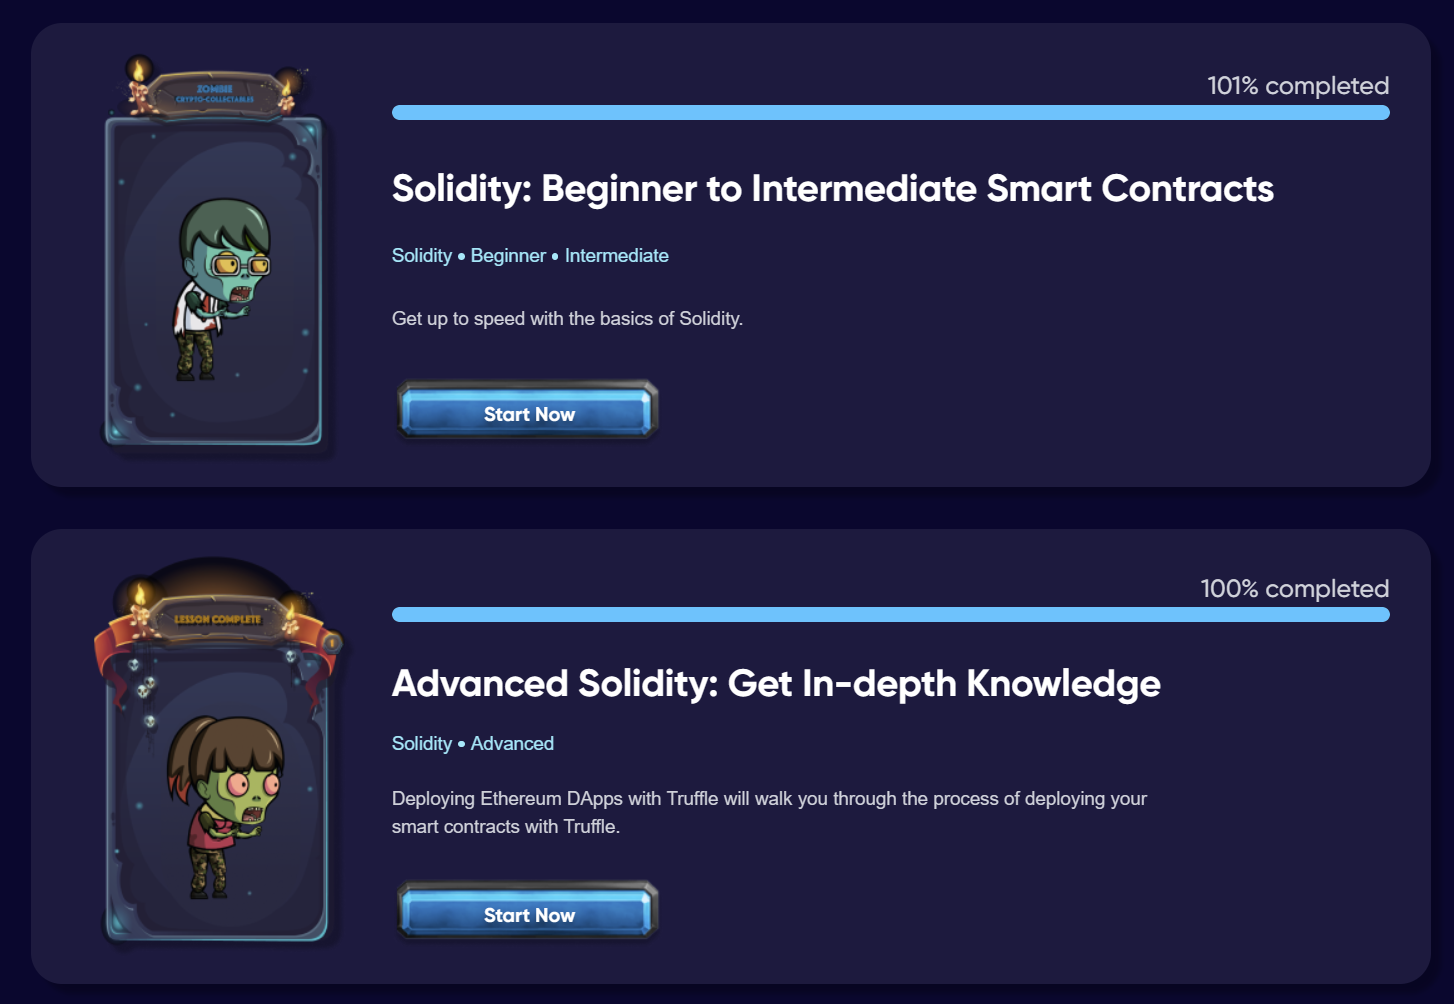 ZOMBIE
CRYPTO-COLLECTABLES
101% completed
Solidity: Beginner to Intermediate Smart Contracts
Solidity • Beginner • Intermediate
Get up to speed with the basics of Solidity.
Start Now
LESSON COMPLETE
1
100% completed
Advanced Solidity: Get In-depth Knowledge
Solidity • Advanced
Deploying Ethereum DApps with Truffle will walk you through the process of deploying your
smart contracts with Truffle.
Start Now